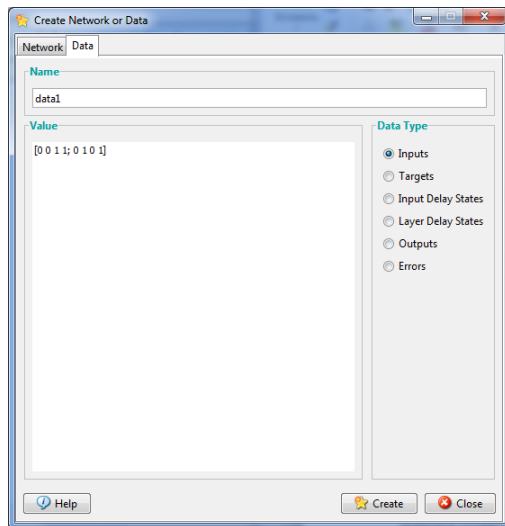 Create Network or Data
Network Data
Name
data1
Value
[0 0 1 1; 0 1 0 1]
Data Type
Inputs
Targets
Input Delay States
Layer Delay States
Outputs
Errors
Help
Create
Close